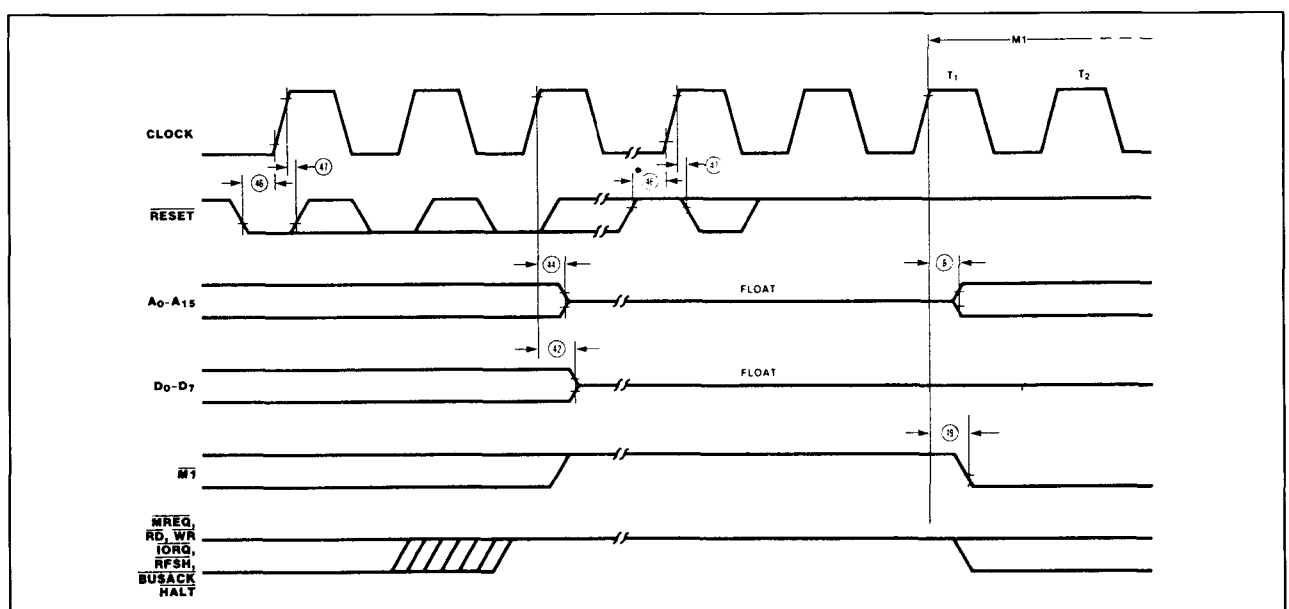 M1
T1
T2
CLOCK
46
47
46
RESET
44
6
A0-A15
FLOAT
42
D0-D7
FLOAT
19
M1
MREQ,
RD, WR
IORQ,
RFSH,
BUSACK
HALT